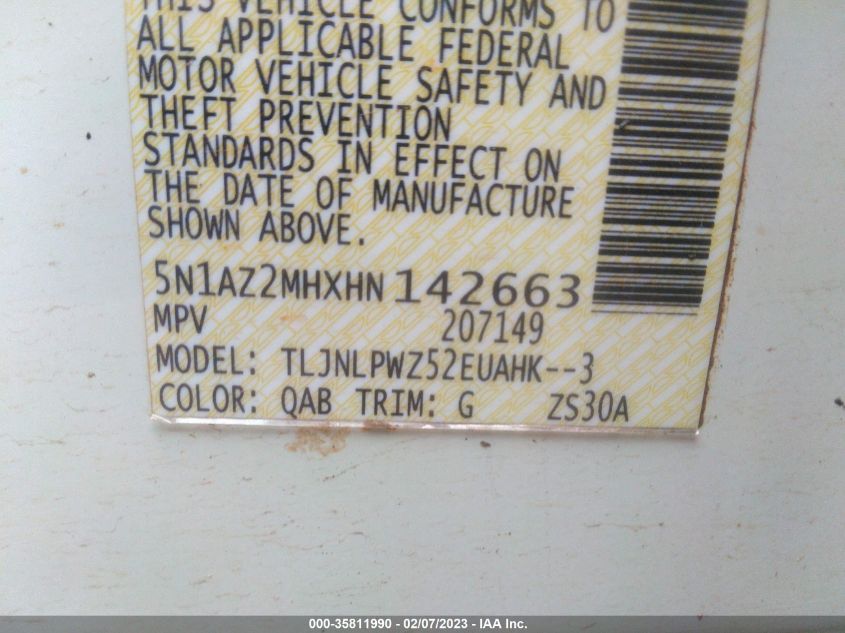 THIS VEHICLE CONFORMS TO
ALL APPLICABLE FEDERAL
MOTOR VEHICLE SAFETY AND
THEFT PREVENTION
STANDARDS IN EFFECT ON
THE DATE OF MANUFACTURE
SHOWN ABOVE.
5N1AZ2MHXHN 142663
MPV 207149
MODEL: TLJNLPWZ52EUAHK--3
COLOR: QAB TRIM: G ZS30A
000-35811990 - 02/07/2023 - IAA Inc.